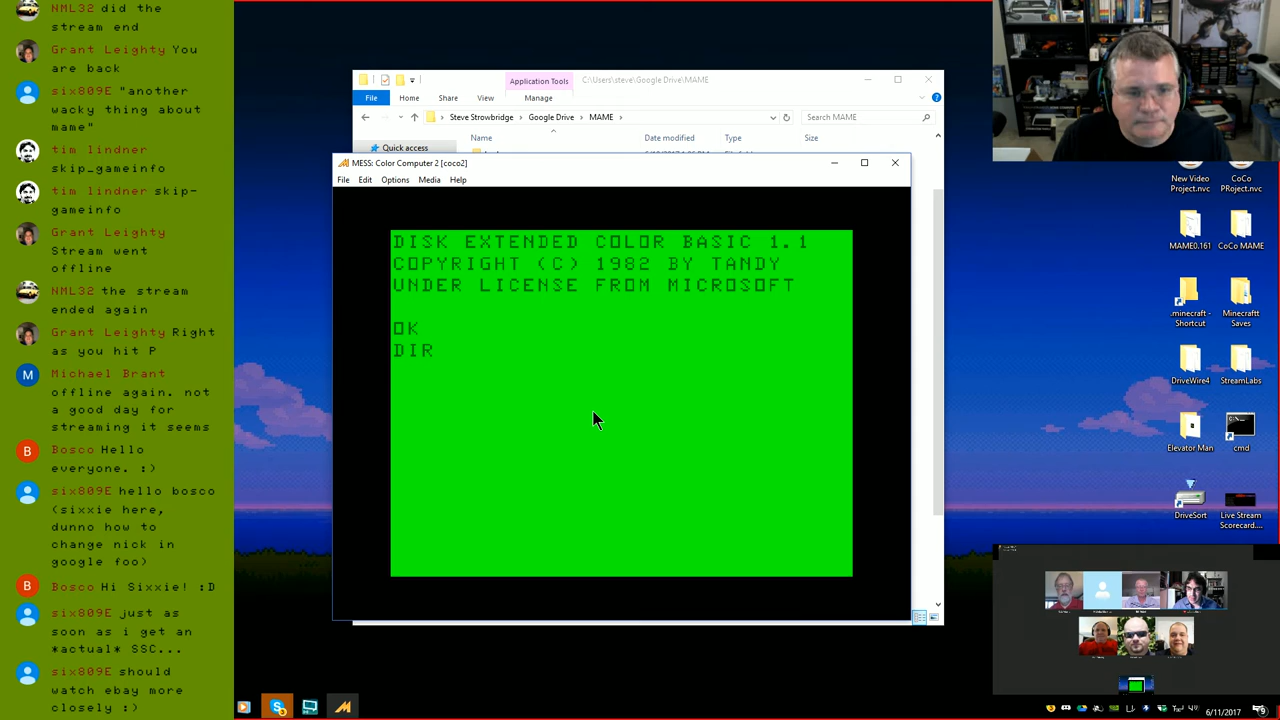 NML32 did the
stream end
Grant Leighty You
are back
six809E "another
wacky thing about
mame"
tim lindner
skip_gameinfo
tim lindner skip-
gameinfo
Grant Leighty
Stream went
offline
NML32 the stream
ended again
Grant Leighty Right
as you hit P
Michael Brant
offline again. not
a good day for
streaming it seems
Bosco Hello
everyone. :)
six809E hello bosco
(sixxie here,
dunno how to
change nick in
google foo)
Bosco Hi Sixxie! :D
six809E just as
soon as i get an
*actual* SSC...
six809E should
watch ebay more
closely :)
M
B
B
Application Tools
C:\Users\steve\Google Drive\MAME
File Home Share View Manage
Steve Strowbridge > Google Drive > MAME >
Search MAME
Name Date modified Type Size
Quick access
MESS: Color Computer 2 [coco2]
File Edit Options Media Help
DISK EXTENDED COLOR BASIC 1.1
COPYRIGHT (C) 1982 BY TANDY
UNDER LICENSE FROM MICROSOFT
OK
DIR
New Video
Project.nvc
CoCo
PRoject.nvc
MAME0.161
CoCo MAME
.minecraft -
Shortcut
Minecraftt
Saves
DriveWire4
StreamLabs
Elevator Man
cmd
DriveSort
Live Stream
Scorecard....
6/11/2017